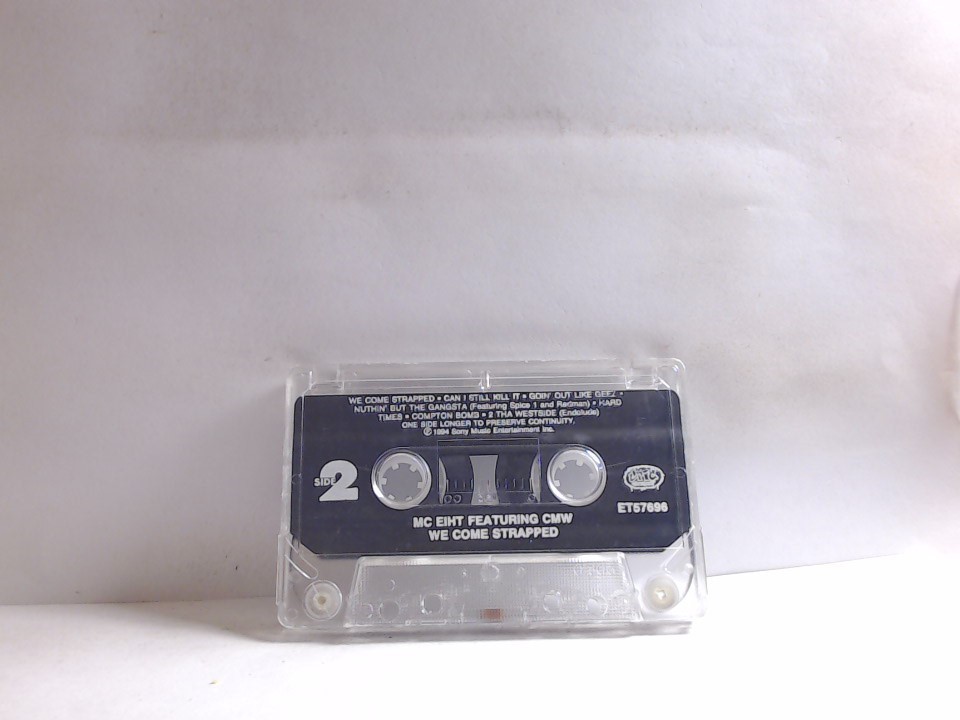 WE COME STRAPPED • CAN I STILL KILL IT • GOIN' OUT LIKE GEEZ •
NUTHIN' BUT THE GANGSTA (Featuring Spice 1 and Redman) • HARD
TIMES • COMPTON BOMB • 2 THA WESTSIDE (Endolude)
ONE SIDE LONGER TO PRESERVE CONTINUITY.
℗ 1994 Sony Music Entertainment Inc.
SIDE 2
ET57696
MC EIHT FEATURING CMW
WE COME STRAPPED